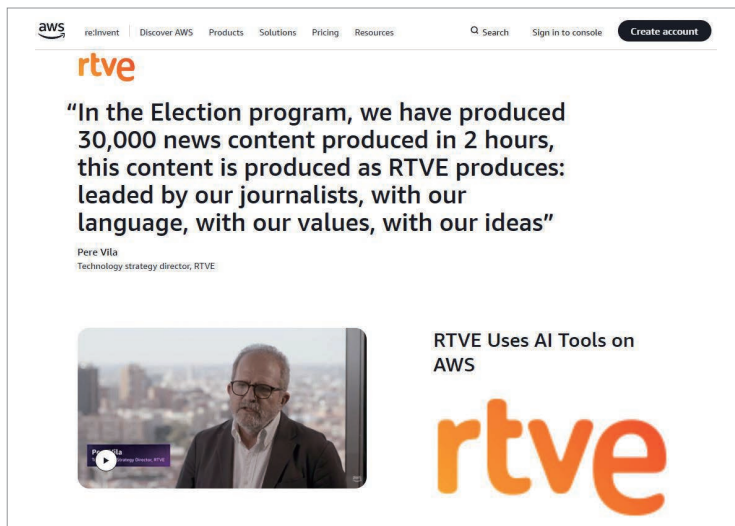 aws
re:Invent Discover AWS Products Solutions Pricing Resources Search Sign in to console Create account
rtve
“In the Election program, we have produced
30,000 news content produced in 2 hours,
this content is produced as RTVE produces:
leaded by our journalists, with our
language, with our values, with our ideas”
Pere Vila
Technology strategy director, RTVE
Strategy Director, RTVE
RTVE Uses AI Tools on
AWS
rtve